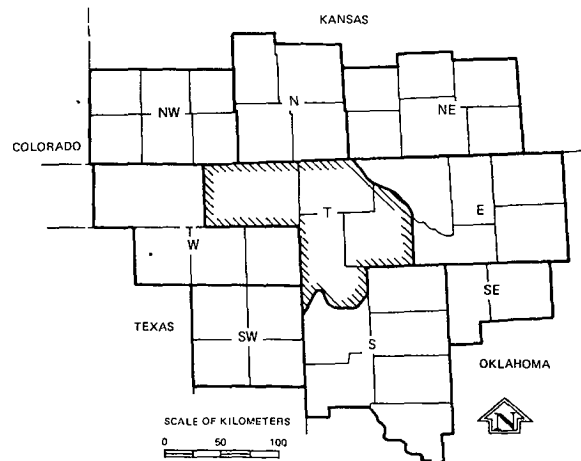 KANSAS
NW
N
NE
COLORADO
T
E
W
SE
TEXAS
SW
S
OKLAHOMA
SCALE OF KILOMETERS
0 50 100
N